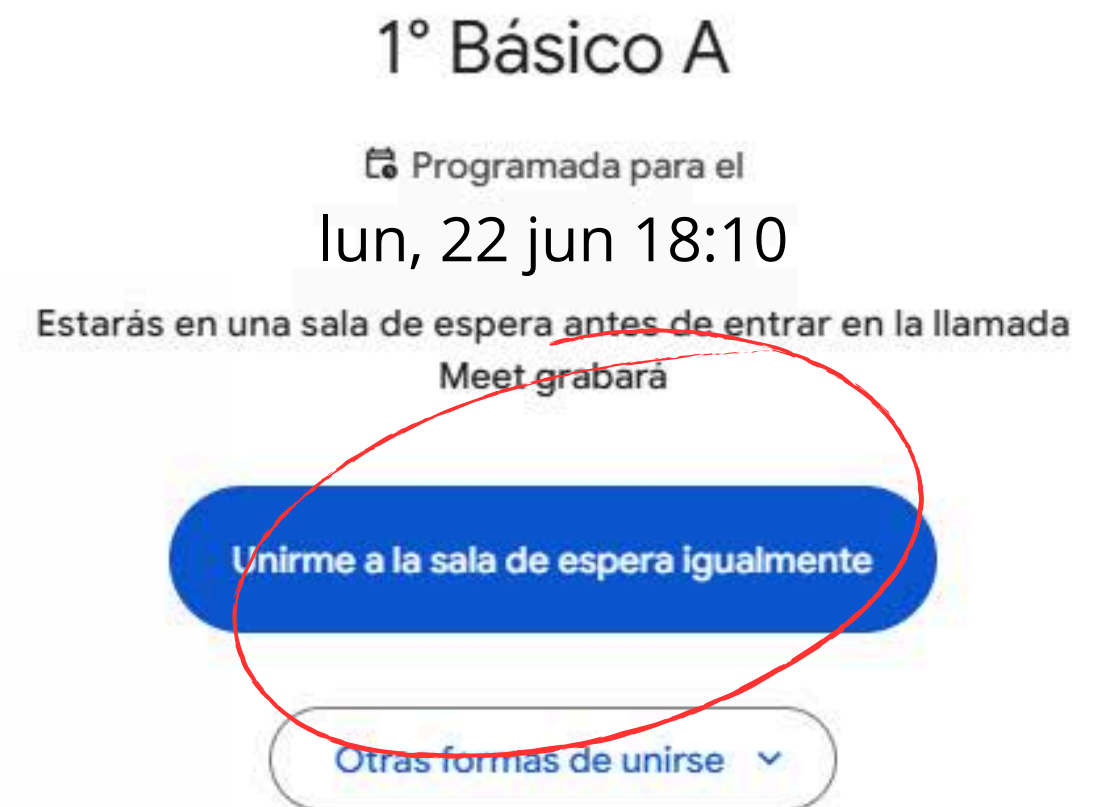 1° Básico A
Programada para el
lun, 22 jun 18:10
Estarás en una sala de espera antes de entrar en la llamada
Meet grabará
Unirme a la sala de espera igualmente
Otras formas de unirse